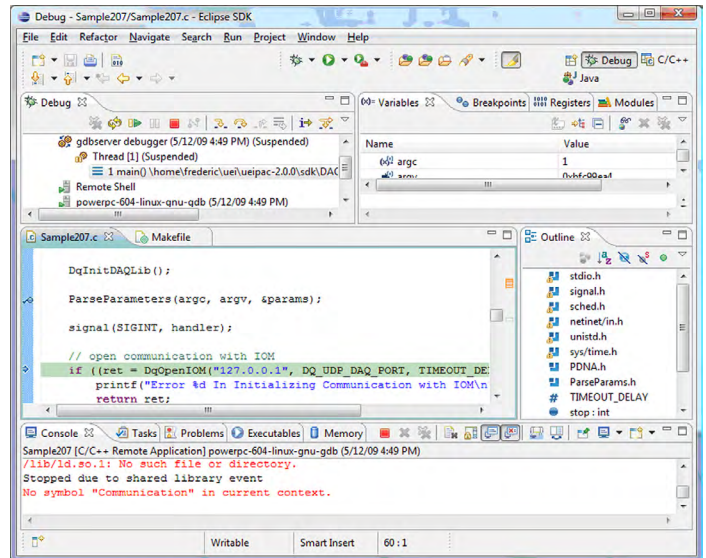 Debug - Sample207/Sample207.c - Eclipse SDK
File Edit Refactor Navigate Search Run Project Window Help
Debug C/C++
Java
Debug
gdbserver debugger (5/12/09 4:49 PM) (Suspended)
Thread [1] (Suspended)
1 main() \home\frederic\uei\ueipac-2.0.0\sdk\DAC
Remote Shell
powerpc-604-linux-gnu-gdb (5/12/09 4:49 PM)
(x)= Variables Breakpoints Registers Modules
Name Value
argc 1
argv 0xbfc99ea4
Sample207.c Makefile
DqInitDAQLib();
ParseParameters(argc, argv, &params);
signal(SIGINT, handler);
// open communication with IOM
if ((ret = DqOpenIOM("127.0.0.1", DQ_UDP_DAQ_PORT, TIMEOUT_DE
printf("Error %d In Initializing Communication with IOM\n
return ret;
Outline
stdio.h
signal.h
sched.h
netinet/in.h
unistd.h
sys/time.h
PDNA.h
ParseParams.h
# TIMEOUT_DELAY
stop : int
Console Tasks Problems Executables Memory
Sample207 [C/C++ Remote Application] powerpc-604-linux-gnu-gdb (5/12/09 4:49 PM)
/lib/ld.so.1: No such file or directory.
Stopped due to shared library event
No symbol "Communication" in current context.
Writable Smart Insert 60 : 1